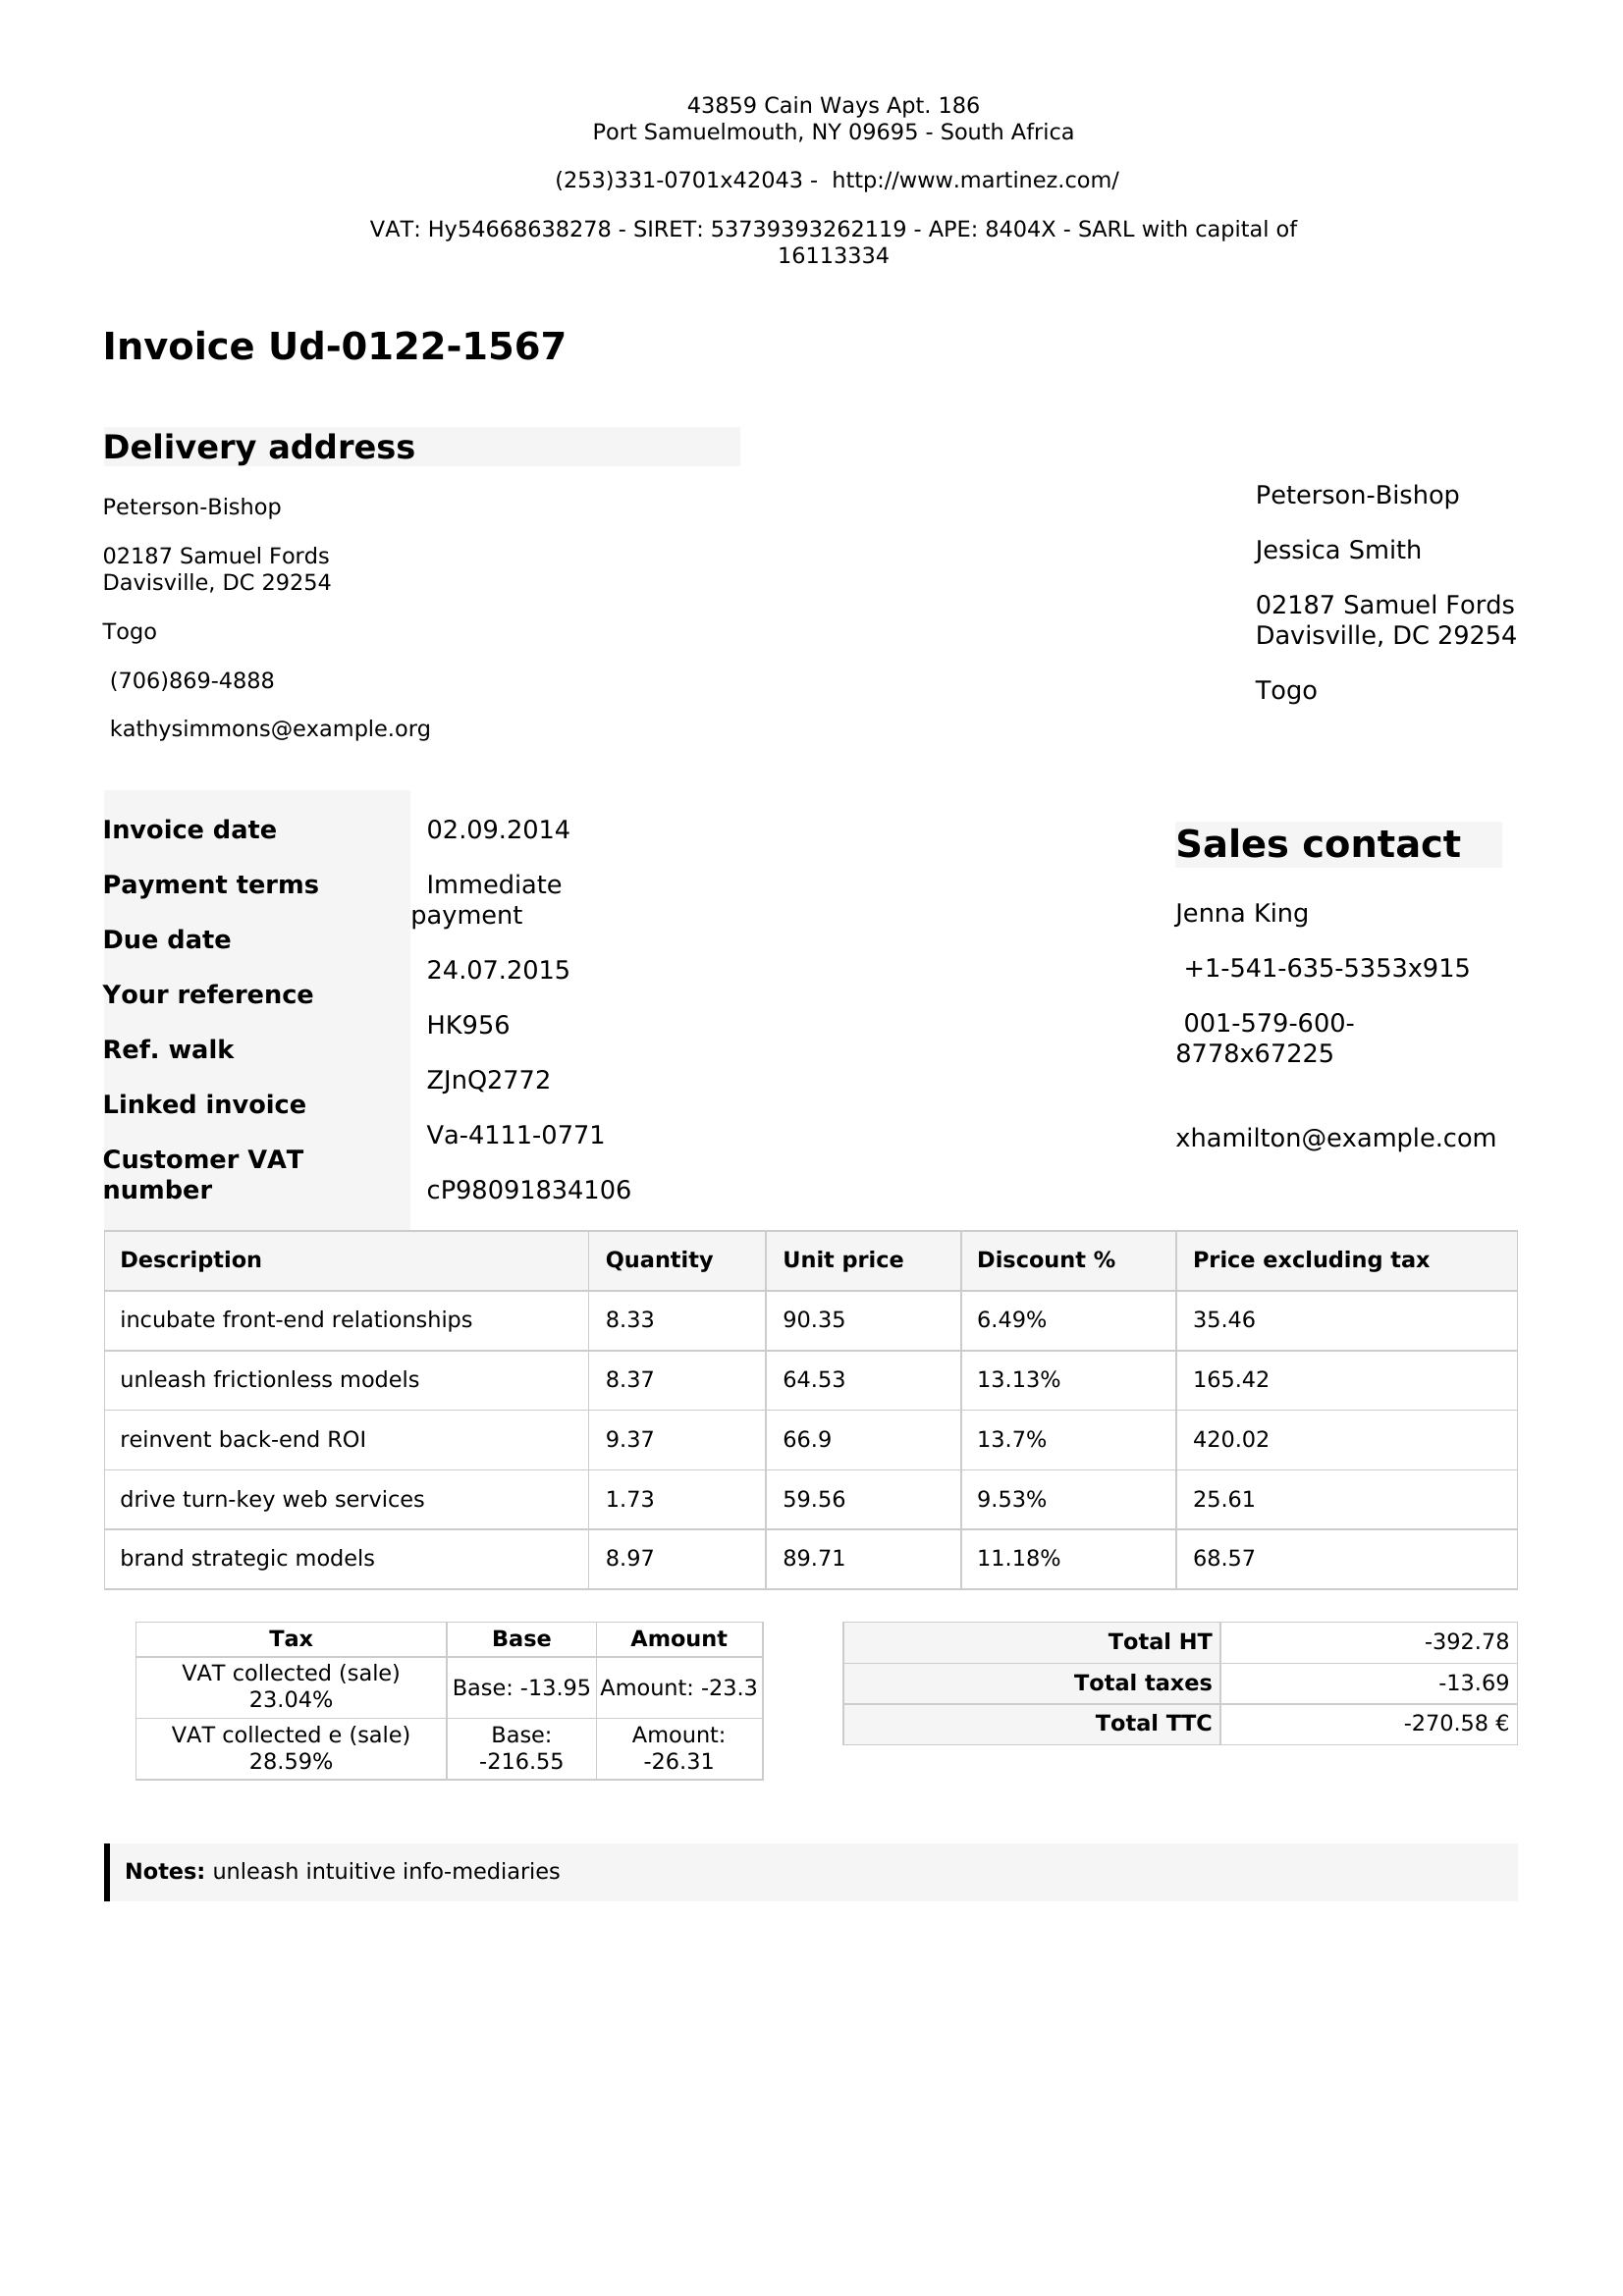 43859 Cain Ways Apt. 186
Port Samuelmouth, NY 09695 - South Africa
(253)331-0701x42043 - http://www.martinez.com/
VAT: Hy54668638278 - SIRET: 53739393262119 - APE: 8404X - SARL with capital of
16113334
Invoice Ud-0122-1567
Delivery address
Peterson-Bishop
02187 Samuel Fords
Davisville, DC 29254
Togo
(706)869-4888
kathysimmons@example.org
Peterson-Bishop
Jessica Smith
02187 Samuel Fords
Davisville, DC 29254
Togo
Invoice date
Payment terms
Due date
Your reference
Ref. walk
Linked invoice
Customer VAT
number
02.09.2014
Immediate
payment
24.07.2015
HK956
ZJnQ2772
Va-4111-0771
cP98091834106
Sales contact
Jenna King
+1-541-635-5353x915
001-579-600-
8778x67225
xhamilton@example.com
Description Quantity Unit price Discount % Price excluding tax
incubate front-end relationships 8.33 90.35 6.49% 35.46
unleash frictionless models 8.37 64.53 13.13% 165.42
reinvent back-end ROI 9.37 66.9 13.7% 420.02
drive turn-key web services 1.73 59.56 9.53% 25.61
brand strategic models 8.97 89.71 11.18% 68.57
Tax Base Amount
VAT collected (sale)
23.04%
Base: -13.95 Amount: -23.3
VAT collected e (sale)
28.59%
Base:
-216.55
Amount:
-26.31
Total HT -392.78
Total taxes -13.69
Total TTC -270.58 €
Notes: unleash intuitive info-mediaries